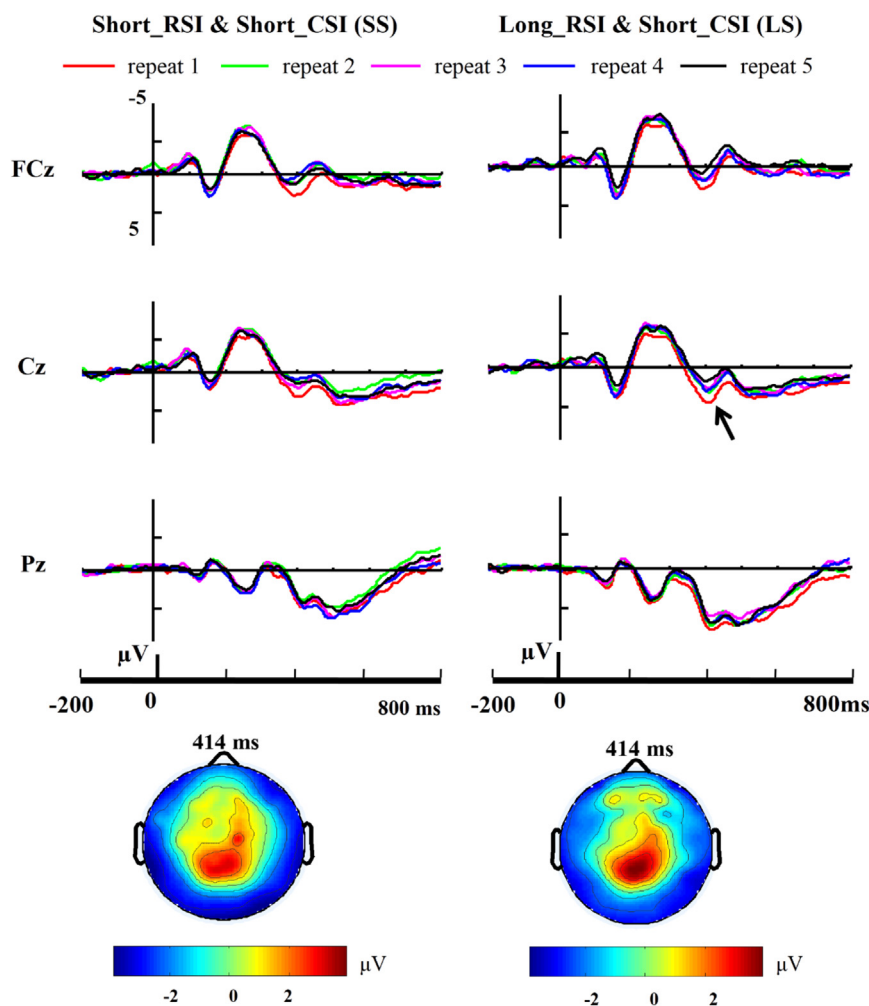 Short_RSI & Short_CSI (SS) Long_RSI & Short_CSI (LS)
repeat 1 repeat 2 repeat 3 repeat 4 repeat 5
-5
FCz
5
Cz
Pz
µV µV
-200 0 800 ms -200 0 800ms
414 ms 414 ms
µV µV
-2 0 2 -2 0 2